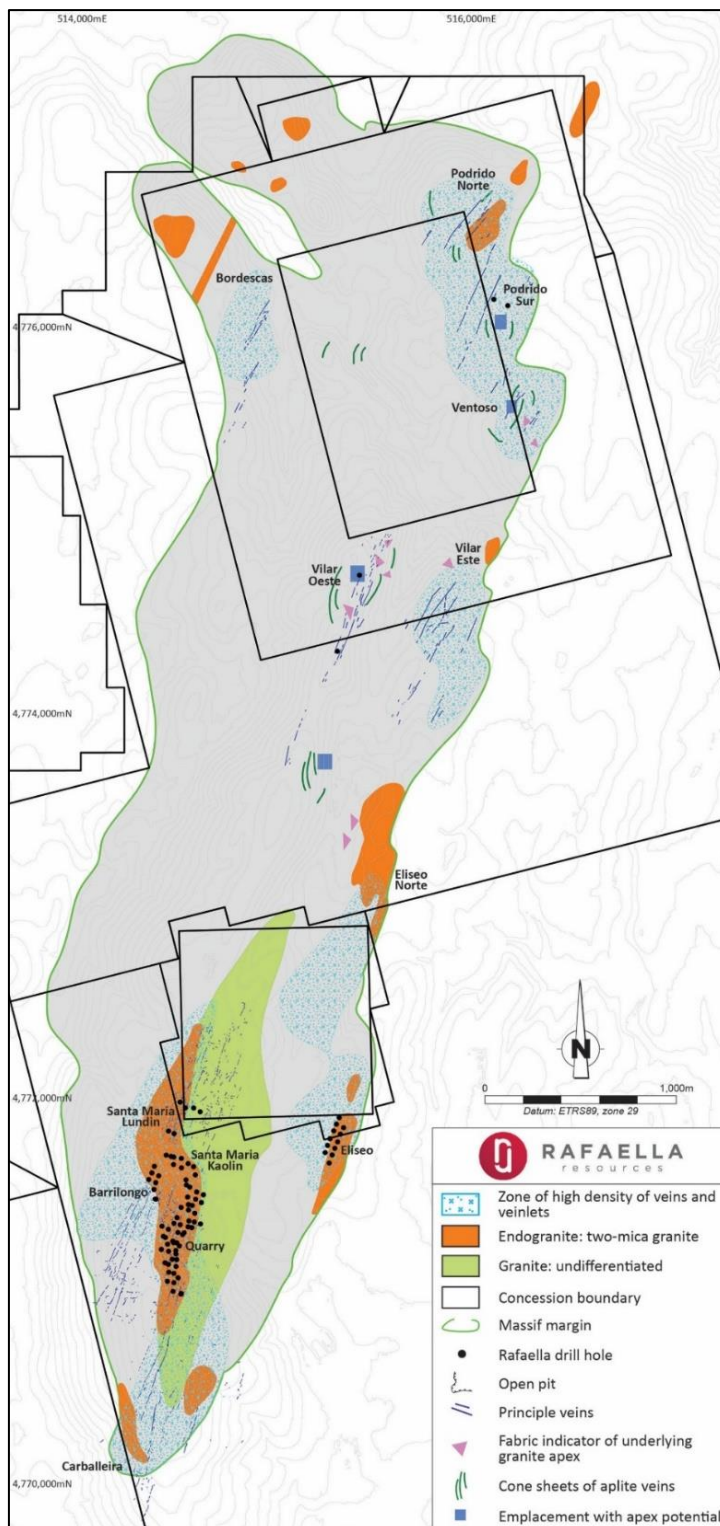 514,000mE
516,000mE
Podrido
Norte
Bordescas
Podrido
Sur
4,776,000mN
Ventoso
Vilar
Oeste
Vilar
Este
4,774,000mN
Eliseo
Norte
N
0
1,000m
Datum: ETRS89, zone 29
4,772,000mN
Santa Maria
Lundin
Santa Maria
Kaolin
Eliseo
Barrilongo
Quarry
Carballeira
4,770,000mN
RAFAELLA
resources
Zone of high density of veins and
veinlets
Endogranite: two-mica granite
Granite: undifferentiated
Concession boundary
Massif margin
Rafaella drill hole
Open pit
Principle veins
Fabric indicator of underlying
granite apex
Cone sheets of aplite veins
Emplacement with apex potential